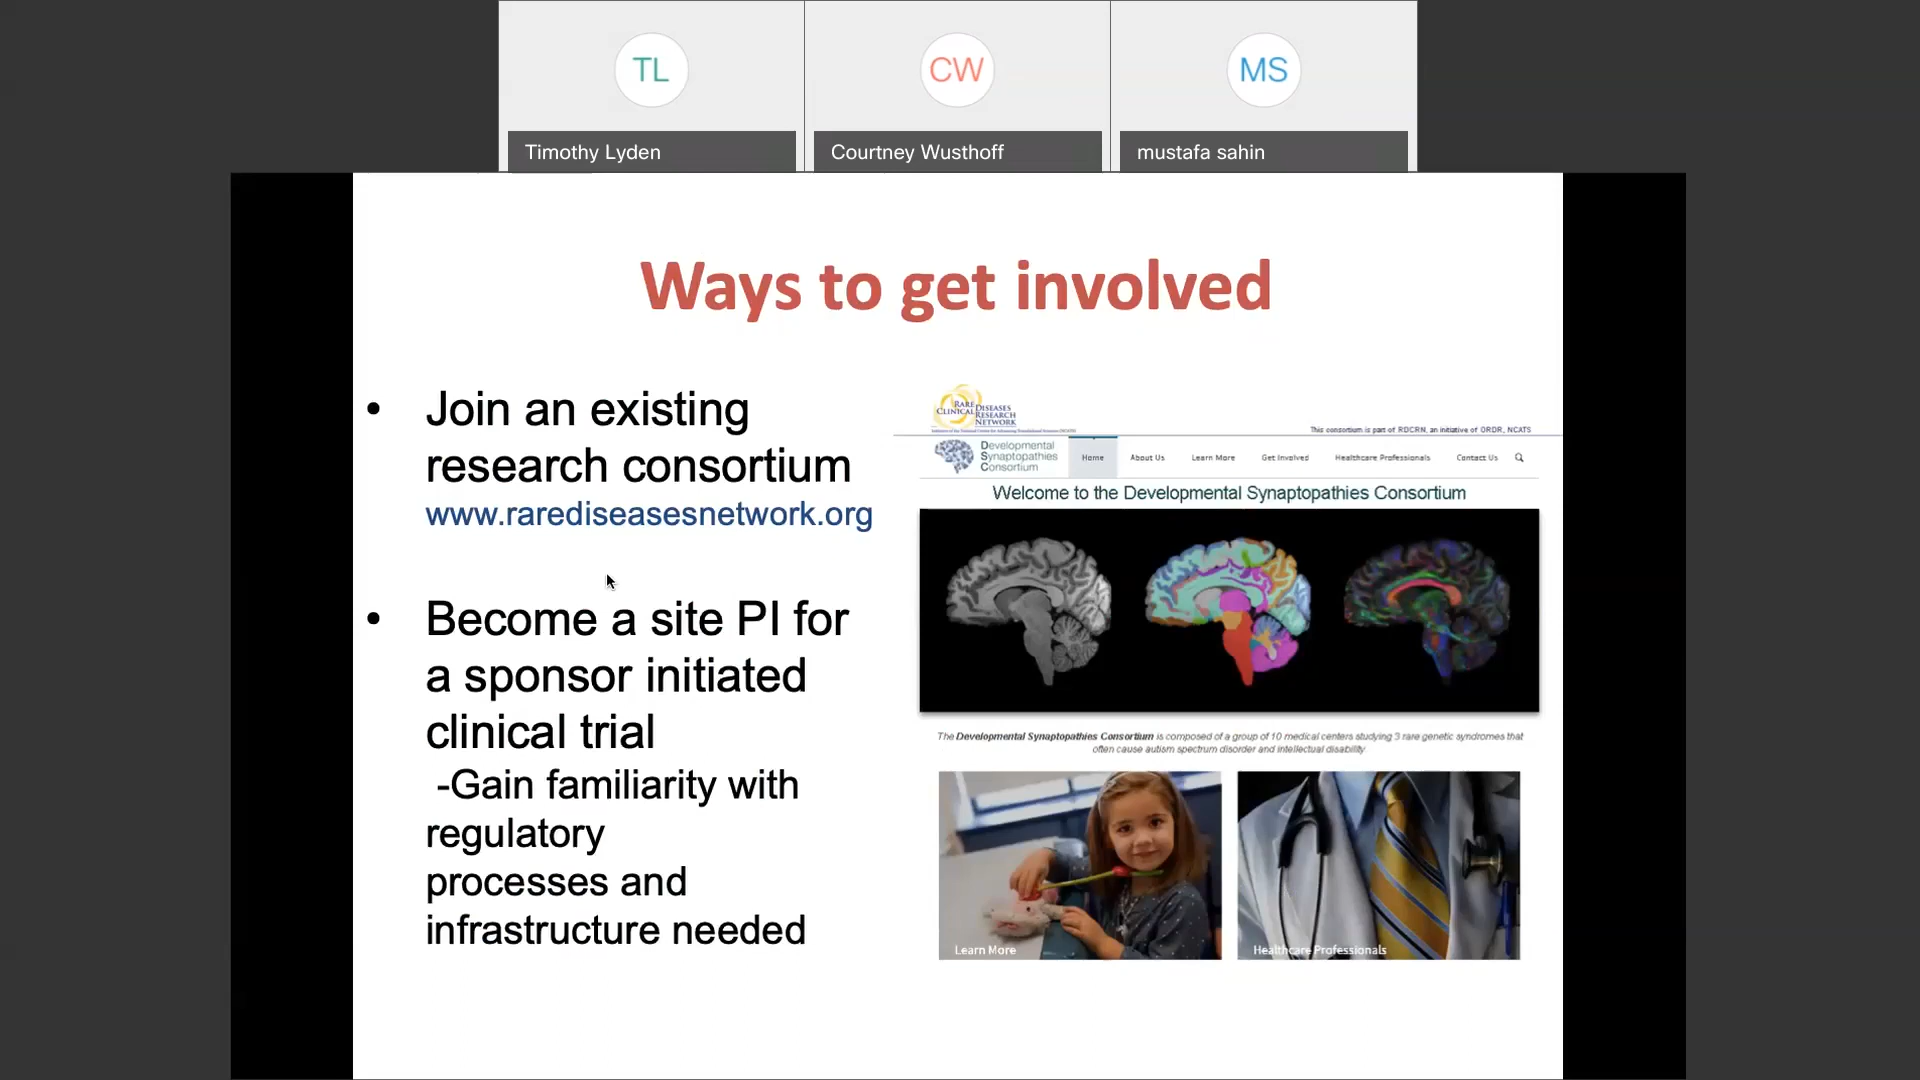 TL
CW
MS
Timothy Lyden
Courtney Wusthoff
mustafa sahin
Ways to get involved
• Join an existing
research consortium
www.rarediseasesnetwork.org
• Become a site PI for
a sponsor initiated
clinical trial
-Gain familiarity with
regulatory
processes and
infrastructure needed
RARE
CLINICAL DISEASES
RESEARCH
NETWORK
This consortium is part of RDCRN, an initiative of ORDR, NCATS
Developmental
Synaptopathies
Consortium
Home
About Us
Learn More
Get Involved
Healthcare Professionals
Contact Us
Welcome to the Developmental Synaptopathies Consortium
The Developmental Synaptopathies Consortium is composed of a group of 10 medical centers studying 3 rare genetic syndromes that
often cause autism spectrum disorder and intellectual disability
Learn More
Healthcare Professionals